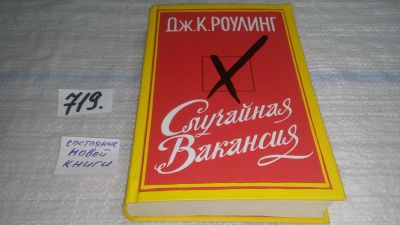 ДЖ.К.РОУЛИНГ
Случайная
Вакансия
719.
состояние
новой
книги